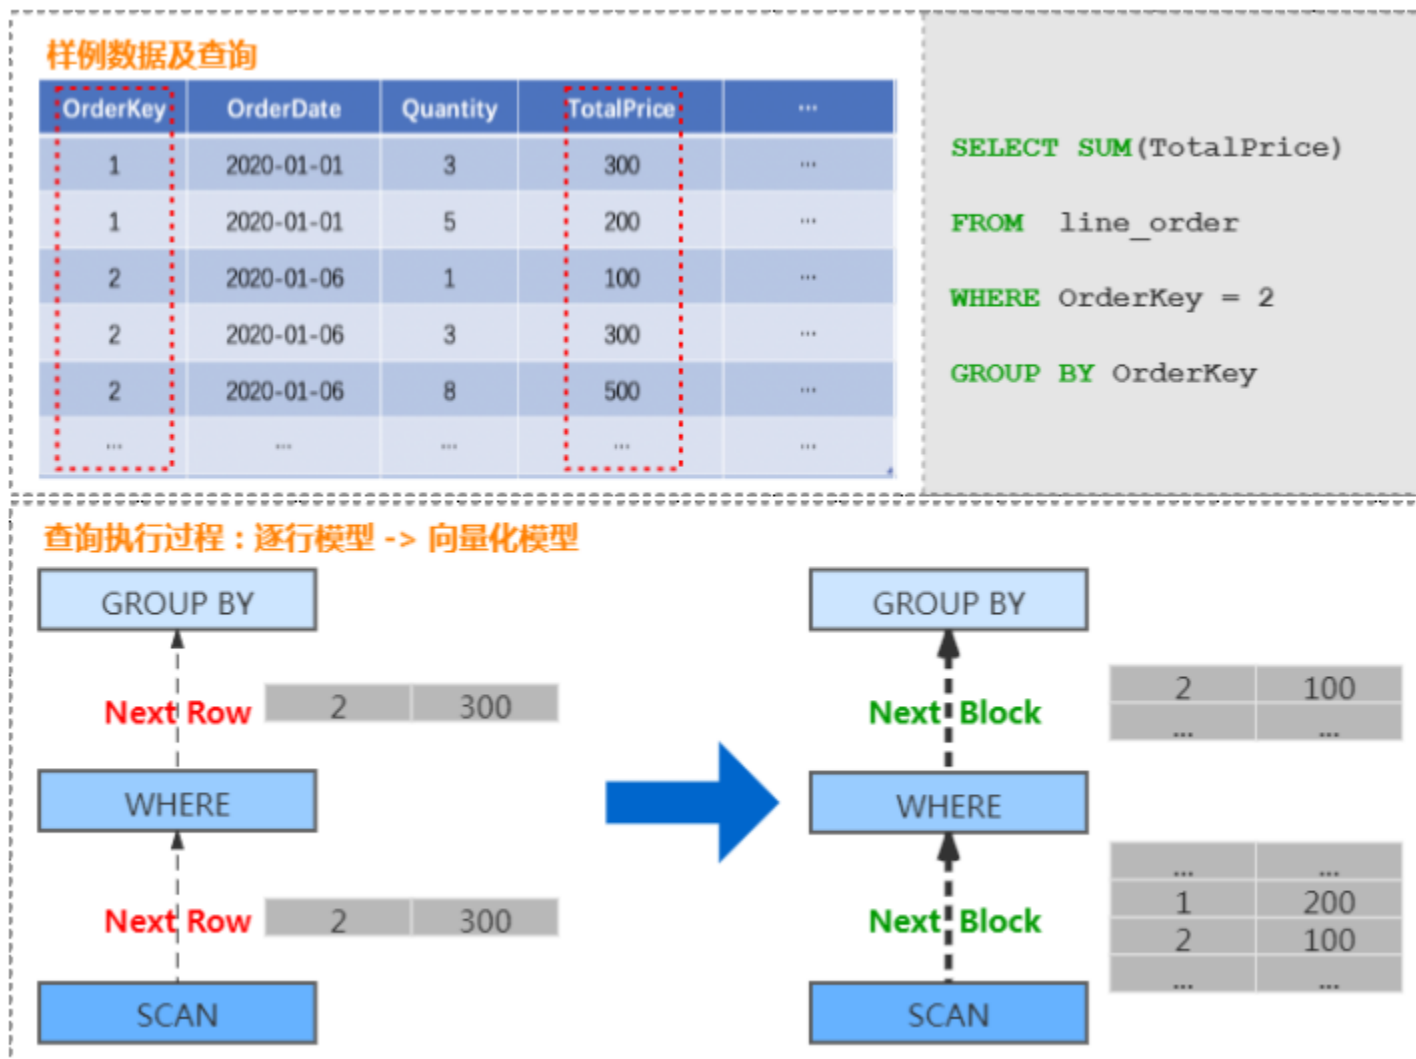 样例数据及查询
OrderKey OrderDate Quantity TotalPrice ...
1 2020-01-01 3 300 ...
1 2020-01-01 5 200 ...
2 2020-01-06 1 100 ...
2 2020-01-06 3 300 ...
2 2020-01-06 8 500 ...
... ... ... ... ...
SELECT SUM(TotalPrice)
FROM line_order
WHERE OrderKey = 2
GROUP BY OrderKey
查询执行过程：逐行模型 -> 向量化模型
GROUP BY
Next Row 2 300
WHERE
Next Row 2 300
SCAN
GROUP BY
Next Block
2 100
... ...
WHERE
Next Block
... ...
1 200
2 100
... ...
SCAN